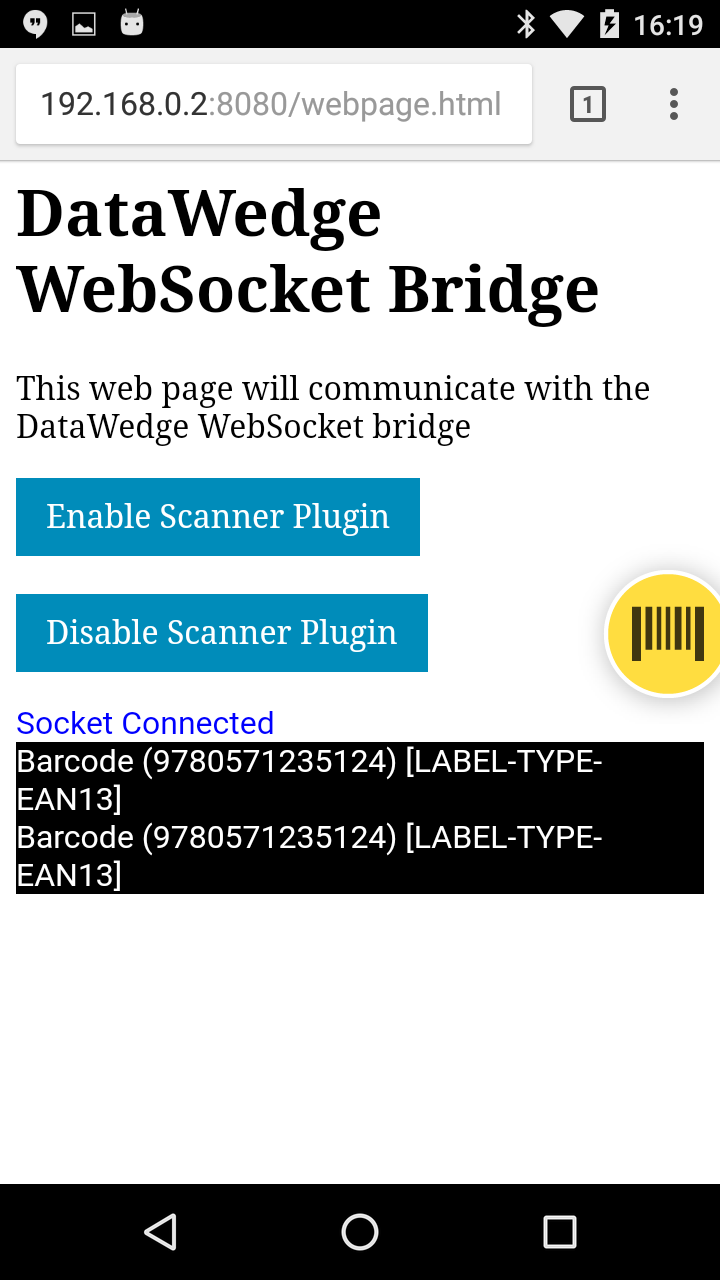 16:19
192.168.0.2:8080/webpage.html
1
DataWedge
WebSocket Bridge
This web page will communicate with the
DataWedge WebSocket bridge
Enable Scanner Plugin
Disable Scanner Plugin
Socket Connected
Barcode (9780571235124) [LABEL-TYPE-
EAN13]
Barcode (9780571235124) [LABEL-TYPE-
EAN13]